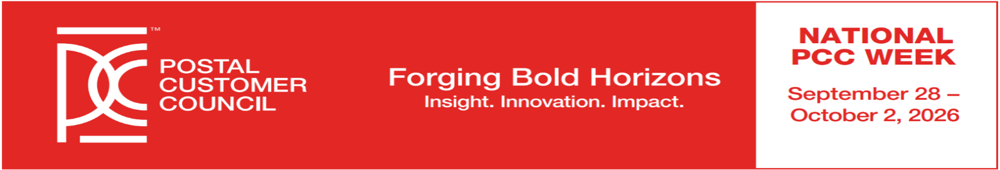 ™
POSTAL
CUSTOMER
COUNCIL
Forging Bold Horizons
Insight. Innovation. Impact.
NATIONAL
PCC WEEK
September 28 –
October 2, 2026